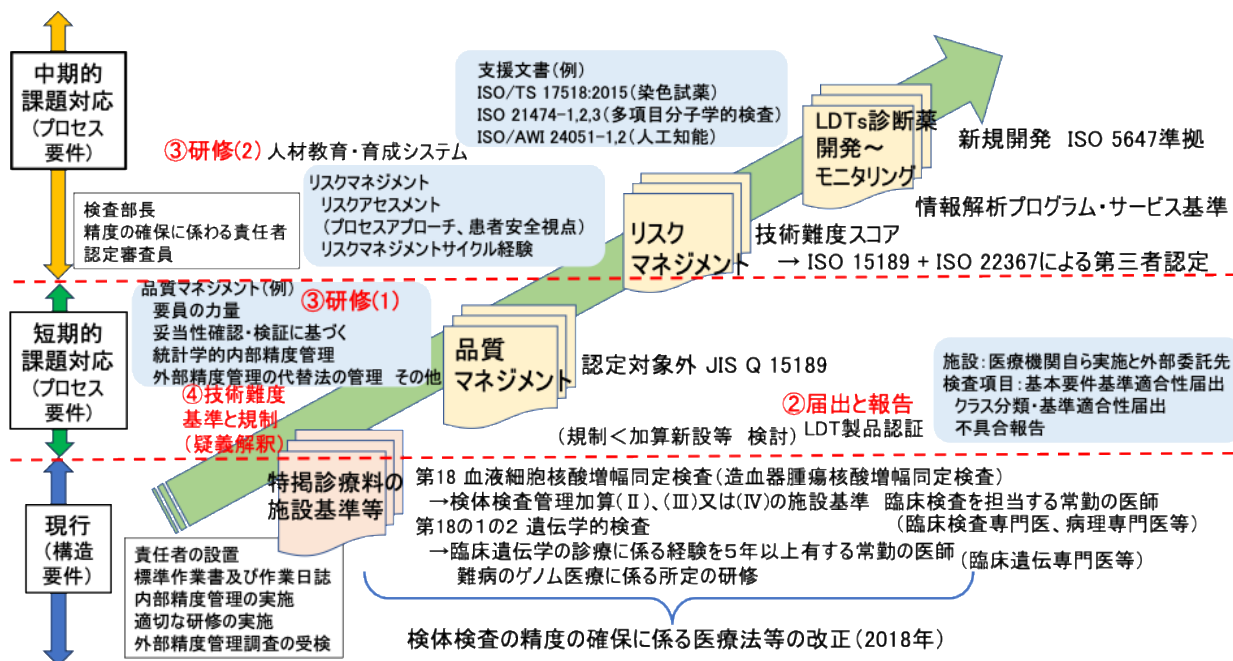 中期的
課題対応
(プロセス
要件)
支援文書(例)
ISO/TS 17518:2015(染色試薬)
ISO 21474-1,2,3(多項目分子学的検査)
ISO/AWI 24051-1,2(人工知能)
LDTs診断薬
開発～
モニタリング
新規開発 ISO 5647準拠
③研修(2) 人材教育・育成システム
検査部長
精度の確保に係わる責任者
認定審査員
リスクマネジメント
リスクアセスメント
(プロセスアプローチ、患者安全視点)
リスクマネジメントサイクル経験
情報解析プログラム・サービス基準
リスク
マネジメント
技術難度スコア
→ ISO 15189 + ISO 22367による第三者認定
短期的
課題対応
(プロセス
要件)
品質マネジメント(例)
③研修(1)
要員の力量
妥当性確認・検証に基づく
統計学的内部精度管理
外部精度管理の代替法の管理 その他
④技術難度
基準と規制
(疑義解釈)
品質
マネジメント
認定対象外 JIS Q 15189
施設:医療機関自ら実施と外部委託先
検査項目:基本要件基準適合性届出
クラス分類・基準適合性届出
不具合報告
②届出と報告
(規制<加算新設等 検討) LDT製品認証
現行
(構造
要件)
特掲診療料の
施設基準等
第18 血液細胞核酸増幅同定検査(造血器腫瘍核酸増幅同定検査)
→検体検査管理加算(Ⅱ)、(Ⅲ)又は(Ⅳ)の施設基準 臨床検査を担当する常勤の医師
(臨床検査専門医、病理専門医等)
第18の1の2 遺伝学的検査
→臨床遺伝学の診療に係る経験を5年以上有する常勤の医師
(臨床遺伝専門医等)
難病のゲノム医療に係る所定の研修
責任者の設置
標準作業書及び作業日誌
内部精度管理の実施
適切な研修の実施
外部精度管理調査の受検
検体検査の精度の確保に係る医療法等の改正(2018年)